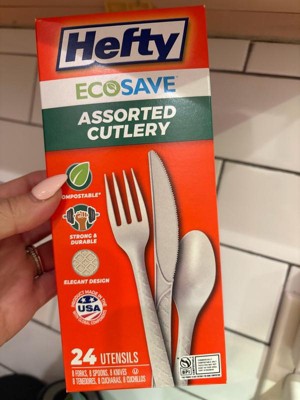 Hefty
ECOSAVE
ASSORTED
CUTLERY
COMPOSTABLE*
STRONG &
DURABLE
ELEGANT DESIGN
USA
24 UTENSILS
8 FORKS, 8 SPOONS, 8 KNIVES
8 TENEDORES, 8 CUCHARAS, 8 CUCHILLOS
BPI